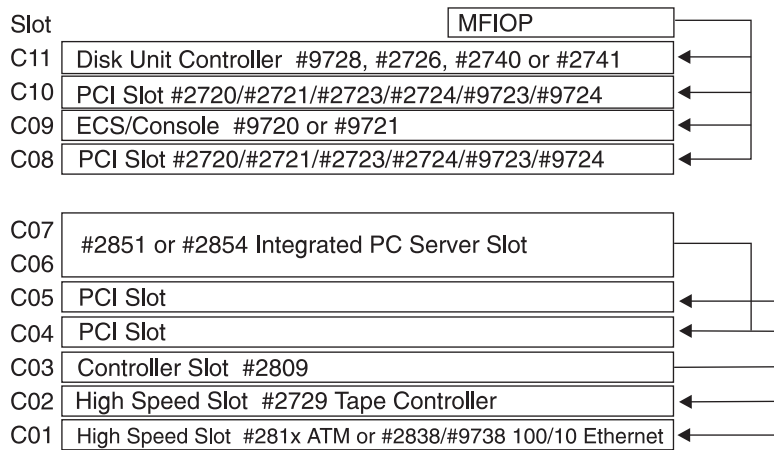 Slot MFIOP
C11 Disk Unit Controller #9728, #2726, #2740 or #2741
C10 PCI Slot #2720/#2721/#2723/#2724/#9723/#9724
C09 ECS/Console #9720 or #9721
C08 PCI Slot #2720/#2721/#2723/#2724/#9723/#9724
C07
#2851 or #2854 Integrated PC Server Slot
C06
C05 PCI Slot
C04 PCI Slot
C03 Controller Slot #2809
C02 High Speed Slot #2729 Tape Controller
C01 High Speed Slot #281x ATM or #2838/#9738 100/10 Ethernet